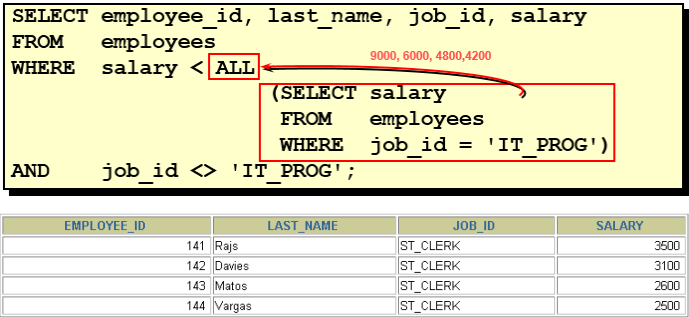 SELECT employee_id, last_name, job_id, salary
FROM employees
WHERE salary < ALL
9000, 6000, 4800,4200
(SELECT salary
FROM employees
WHERE job_id = 'IT_PROG')
AND job_id <> 'IT_PROG';
EMPLOYEE_ID LAST_NAME JOB_ID SALARY
141 Rajs ST_CLERK 3500
142 Davies ST_CLERK 3100
143 Matos ST_CLERK 2600
144 Vargas ST_CLERK 2500